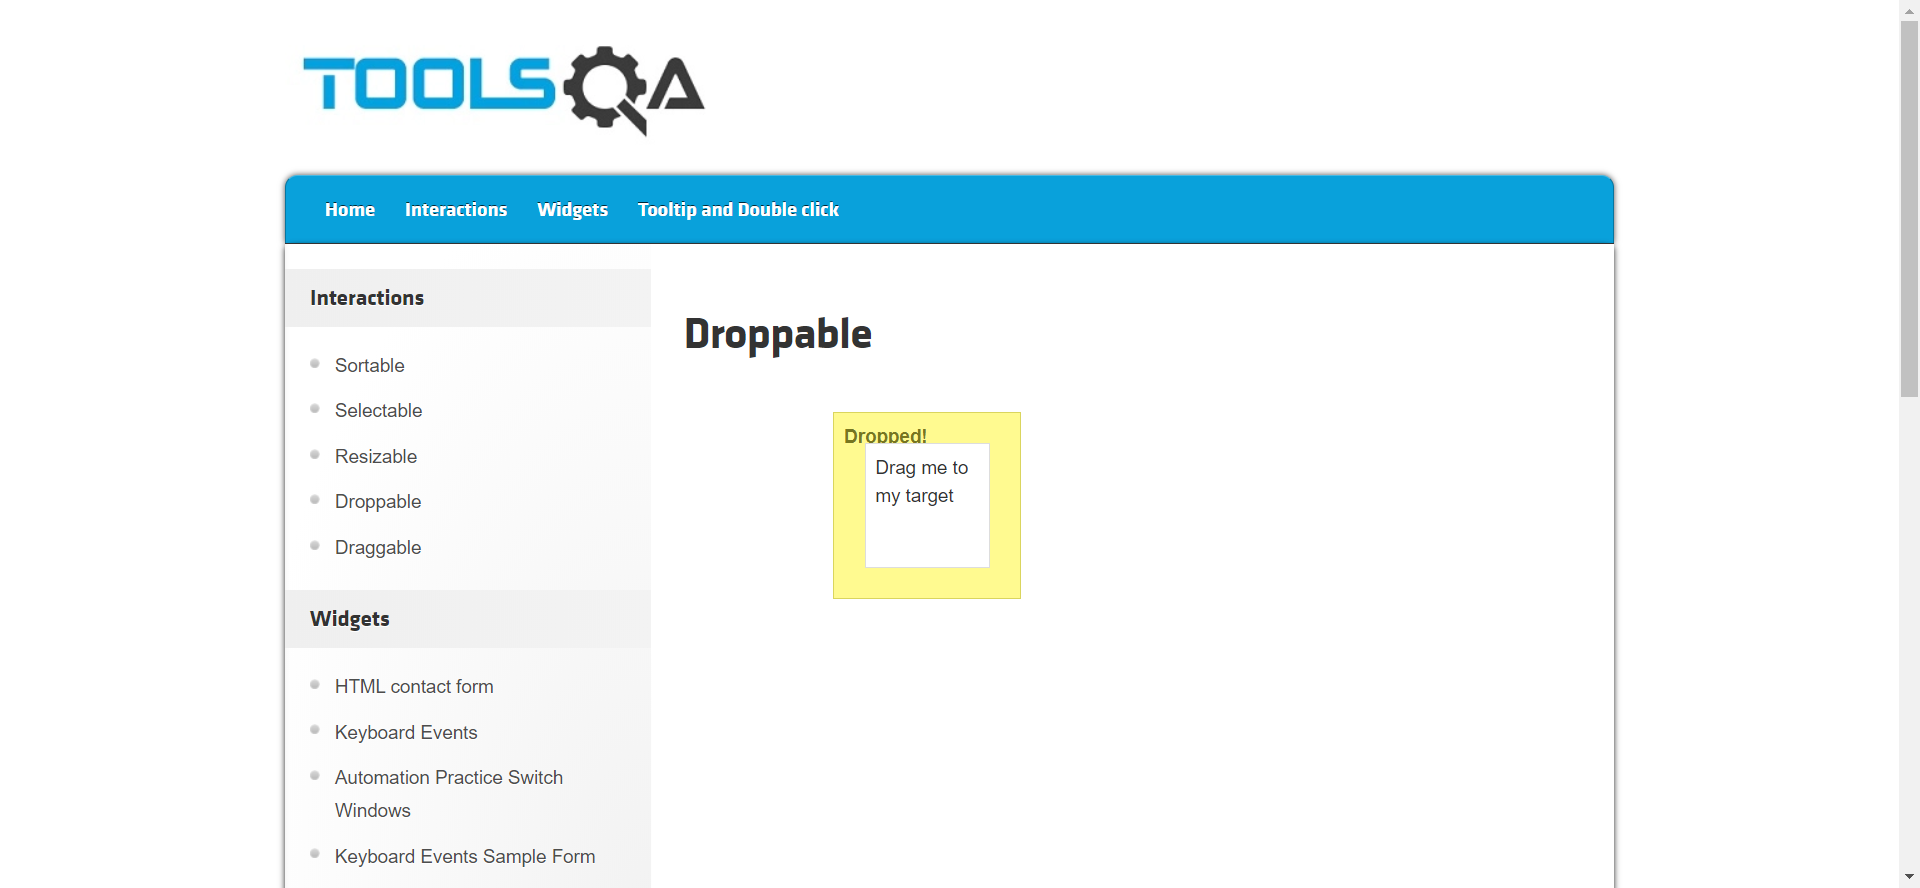 TOOLSQA
Home Interactions Widgets Tooltip and Double click
Interactions
Sortable
Selectable
Resizable
Droppable
Draggable
Widgets
HTML contact form
Keyboard Events
Automation Practice Switch
Windows
Keyboard Events Sample Form
Droppable
Dropped!
Drag me to
my target